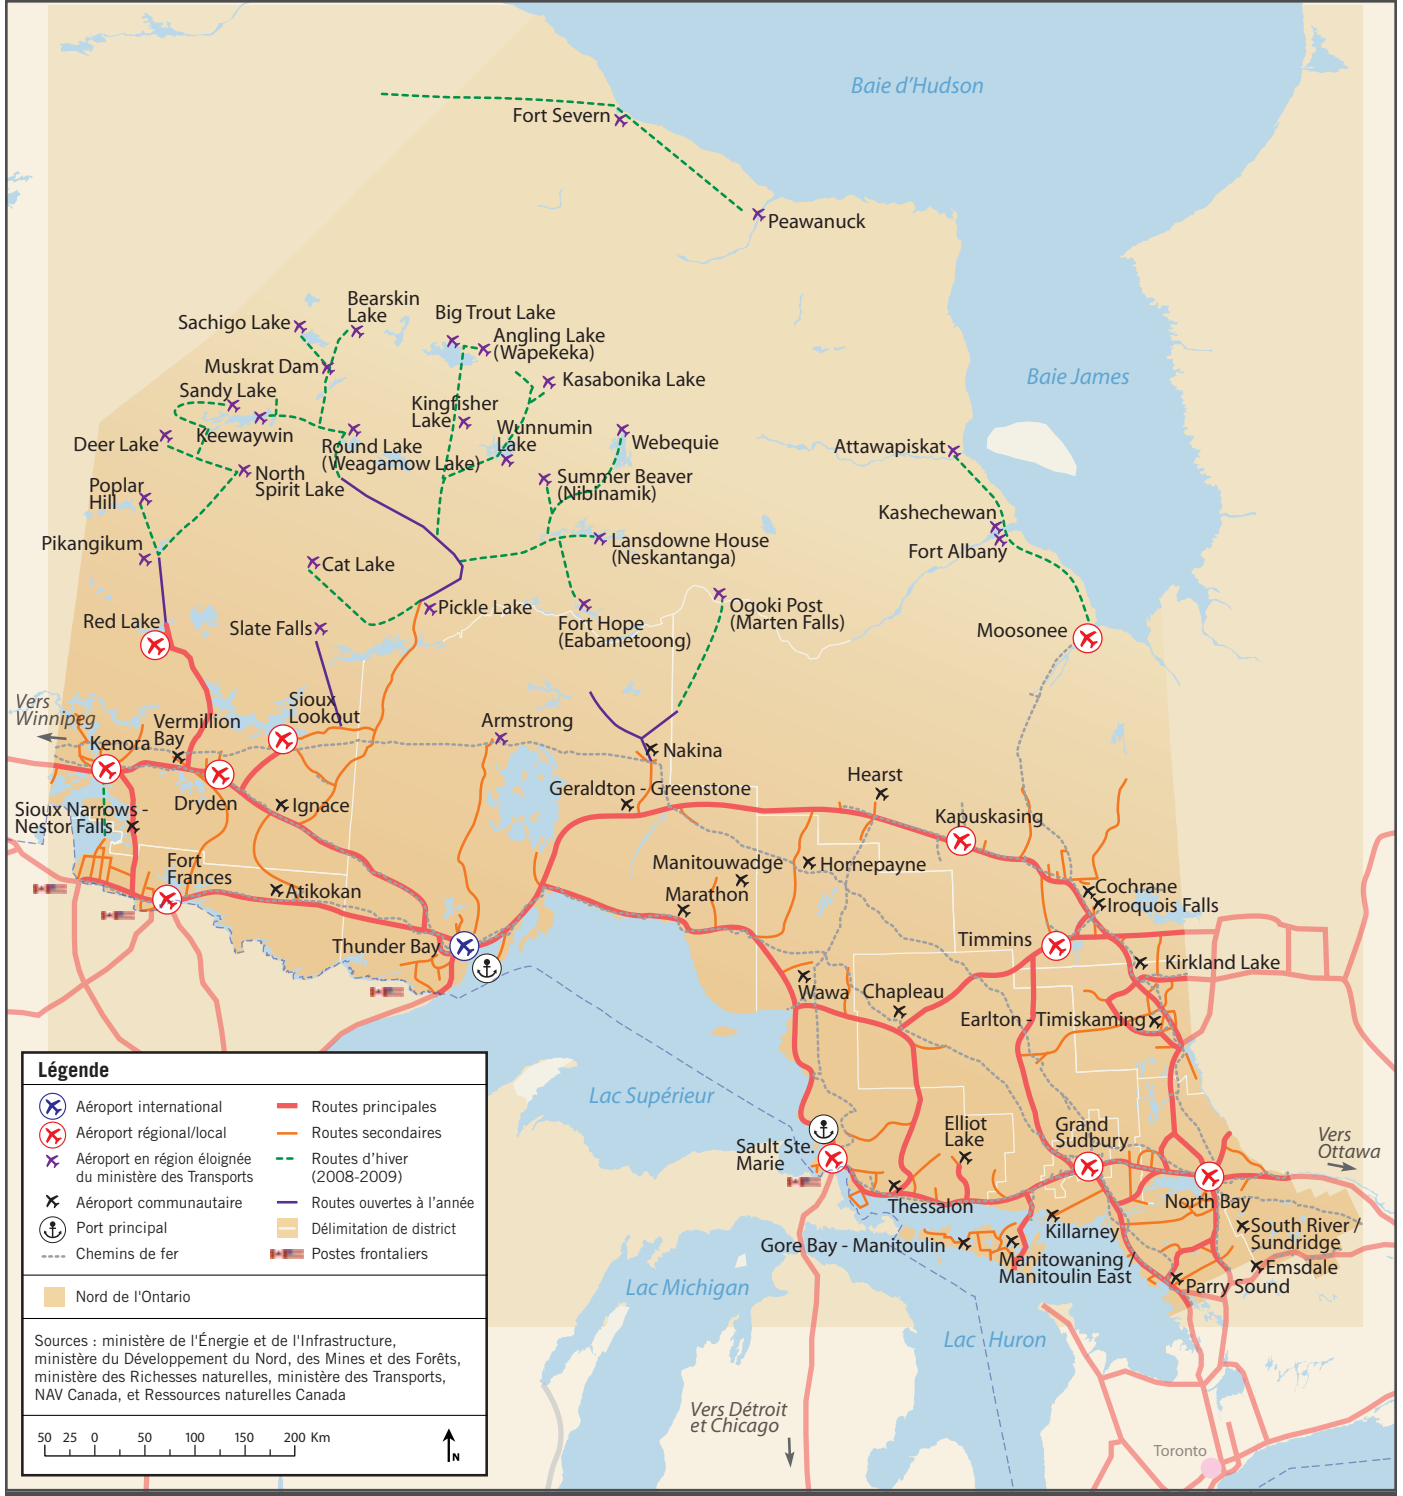 Baie d'Hudson
Fort Severn
Peawanuck
Bearskin
Lake
Big Trout Lake
Sachigo Lake
Angling Lake
(Wapekeka)
Muskrat Dam
Baie James
Kasabonika Lake
Sandy Lake
Kingfisher
Lake
Wunnumin
Lake
Keewaywin
Deer Lake
Round Lake
(Weagamow Lake)
Webequie
Attawapiskat
North
Spirit Lake
Summer Beaver
(Nibinamik)
Poplar
Hill
Kashechewan
Pikangikum
Lansdowne House
(Neskantanga)
Fort Albany
Cat Lake
Pickle Lake
Ogoki Post
(Marten Falls)
Red Lake
Slate Falls
Fort Hope
(Eabametoong)
Moosonee
Vers
Winnipeg
Sioux
Lookout
Vermillion
Bay
Armstrong
Kenora
Nakina
Hearst
Geraldton - Greenstone
Dryden
Ignace
Sioux Narrows -
Nestor Falls
Kapuskasing
Fort
Frances
Manitouwadge
Hornepayne
Atikokan
Marathon
Cochrane
Iroquois Falls
Thunder Bay
Timmins
Kirkland Lake
Wawa
Chapleau
Earlton - Timiskaming
Lac Supérieur
Elliot
Lake
Grand
Sudbury
Vers
Ottawa
Sault Ste.
Marie
Thessalon
North Bay
Killarney
South River /
Sundridge
Gore Bay - Manitoulin
Manitowaning /
Manitoulin East
Emsdale
Parry Sound
Lac Michigan
Lac Huron
Vers Détroit
et Chicago
Toronto
Légende
Aéroport international
Aéroport régional/local
Aéroport en région éloignée
du ministère des Transports
Aéroport communautaire
Port principal
Chemins de fer
Routes principales
Routes secondaires
Routes d'hiver
(2008-2009)
Routes ouvertes à l'année
Délimitation de district
Postes frontaliers
Nord de l'Ontario
Sources : ministère de l'Énergie et de l'Infrastructure,
ministère du Développement du Nord, des Mines et des Forêts,
ministère des Richesses naturelles, ministère des Transports,
NAV Canada, et Ressources naturelles Canada
50 25 0 50 100 150 200 Km
N